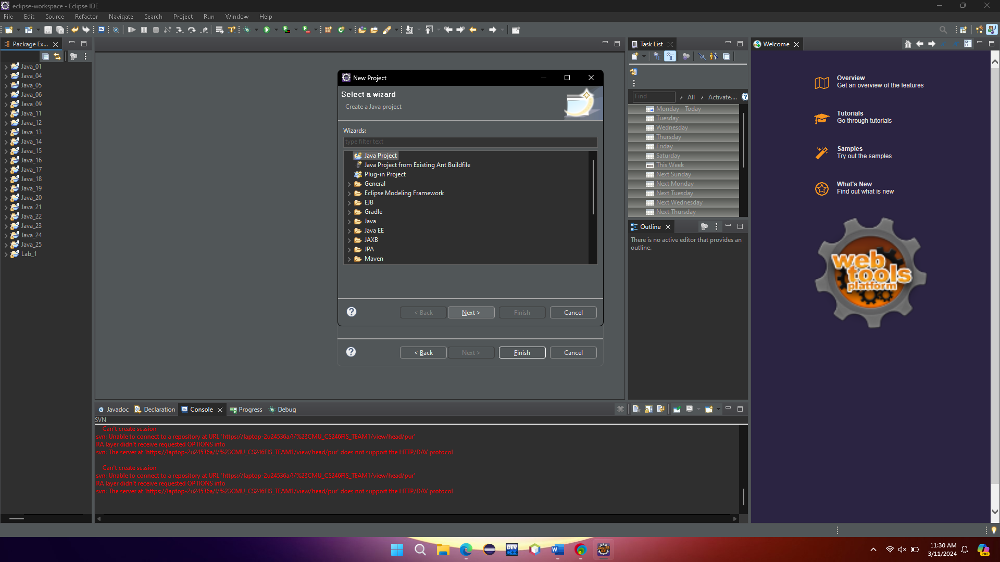 eclipse-workspace - Eclipse IDE
File Edit Source Refactor Navigate Search Project Run Window Help
Package Ex...
Java_01
Java_04
Java_05
Java_06
Java_09
Java_11
Java_12
Java_13
Java_14
Java_15
Java_16
Java_17
Java_18
Java_19
Java_20
Java_21
Java_22
Java_23
Java_24
Java_25
Lab_1
New Project
Select a wizard
Create a Java project
Wizards:
type filter text
Java Project
Java Project from Existing Ant Buildfile
Plug-in Project
General
Eclipse Modeling Framework
EJB
Gradle
Java
Java EE
JAXB
JPA
Maven
< Back Next > Finish Cancel
< Back Next > Finish Cancel
Task List
Find All Activate....
Monday - Today
Tuesday
Wednesday
Thursday
Friday
Saturday
This Week
Next Sunday
Next Monday
Next Tuesday
Next Wednesday
Next Thursday
Outline
There is no active editor that provides an
outline.
Welcome
Overview
Get an overview of the features
Tutorials
Go through tutorials
Samples
Try out the samples
What's New
Find out what is new
web
tools
platform
Javadoc Declaration Console Progress Debug
SVN
Can't create session
svn: Unable to connect to a repository at URL 'https://laptop-2u24536a/!/%23CMU_CS246FIS_TEAM1/view/head/pur'
RA layer didn't receive requested OPTIONS info
svn: The server at 'https://laptop-2u24536a/!/%23CMU_CS246FIS_TEAM1/view/head/pur' does not support the HTTP/DAV protocol
Can't create session
svn: Unable to connect to a repository at URL 'https://laptop-2u24536a/!/%23CMU_CS246FIS_TEAM1/view/head/pur'
RA layer didn't receive requested OPTIONS info
svn: The server at 'https://laptop-2u24536a/!/%23CMU_CS246FIS_TEAM1/view/head/pur' does not support the HTTP/DAV protocol
DEV
W
11:30 AM
3/11/2024
PRE